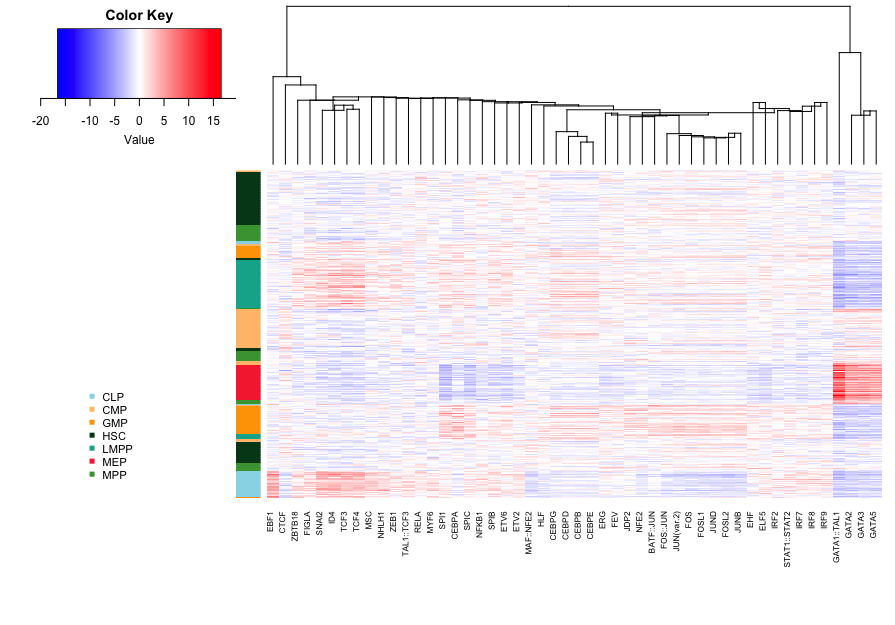 Color Key
-20 -10 -5 0 5 10 15
Value
CLP
CMP
GMP
HSC
LMPP
MEP
MPP
EBF1
CTCF
ZBTB18
FIGLA
SNAI2
ID4
TCF3
TCF4
MSC
NHLH1
ZEB1
TAL1::TCF3
RELA
MYF6
SPI1
CEBPA
SPIC
NFKB1
SPIB
ETV6
ETV2
MAF::NFE2
HLF
CEBPG
CEBPD
CEBPB
CEBPE
ERG
FEV
JDP2
NFE2
BATF::JUN
FOS::JUN
JUN(var.2)
FOS
FOSL1
JUND
FOSL2
JUNB
EHF
ELF5
IRF2
STAT1::STAT2
IRF7
IRF8
IRF9
GATA1::TAL1
GATA2
GATA3
GATA5